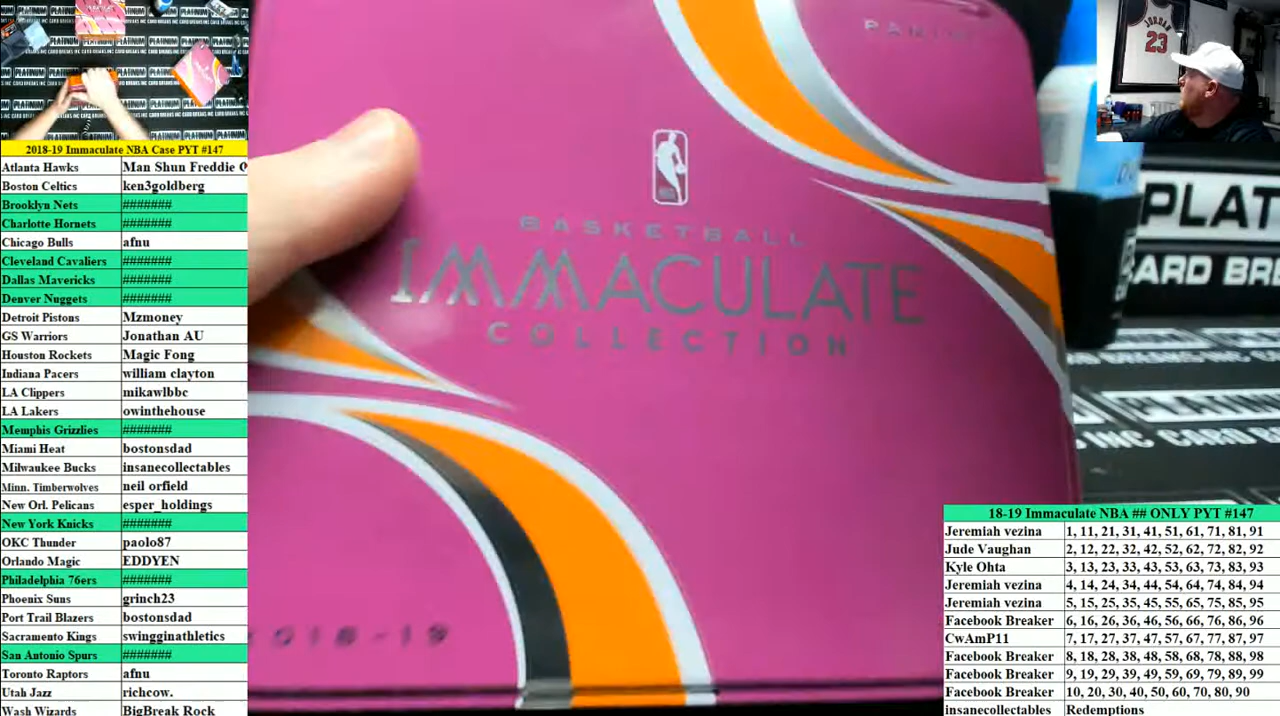 2018-19 Immaculate NBA Case PYT #147
Atlanta Hawks Man Shun Freddie
Boston Celtics ken3goldberg
Brooklyn Nets #######
Charlotte Hornets #######
Chicago Bulls afnu
Cleveland Cavaliers #######
Dallas Mavericks #######
Denver Nuggets #######
Detroit Pistons Mzmoney
GS Warriors Jonathan AU
Houston Rockets Magic Fong
Indiana Pacers william clayton
LA Clippers mikawlbbc
LA Lakers owinthehouse
Memphis Grizzlies #######
Miami Heat bostonsdad
Milwaukee Bucks insanecollectables
Minn. Timberwolves neil orfield
New Orl. Pelicans esper_holdings
New York Knicks #######
OKC Thunder paolo87
Orlando Magic EDDYEN
Philadelphia 76ers #######
Phoenix Suns grinch23
Port Trail Blazers bostonsdad
Sacramento Kings swingginathletics
San Antonio Spurs #######
Toronto Raptors afnu
Utah Jazz richcow.
Wash Wizards BigBreak Rock
PANINI
BASKETBALL
IMMACULATE
COLLECTION
2018-19
JORDAN
23
PLAT
CARD BRE
18-19 Immaculate NBA ## ONLY PYT #147
Jeremiah vezina 1, 11, 21, 31, 41, 51, 61, 71, 81, 91
Jude Vaughan 2, 12, 22, 32, 42, 52, 62, 72, 82, 92
Kyle Ohta 3, 13, 23, 33, 43, 53, 63, 73, 83, 93
Jeremiah vezina 4, 14, 24, 34, 44, 54, 64, 74, 84, 94
Jeremiah vezina 5, 15, 25, 35, 45, 55, 65, 75, 85, 95
Facebook Breaker 6, 16, 26, 36, 46, 56, 66, 76, 86, 96
CwAmP11 7, 17, 27, 37, 47, 57, 67, 77, 87, 97
Facebook Breaker 8, 18, 28, 38, 48, 58, 68, 78, 88, 98
Facebook Breaker 9, 19, 29, 39, 49, 59, 69, 79, 89, 99
Facebook Breaker 10, 20, 30, 40, 50, 60, 70, 80, 90
insanecollectables Redemptions